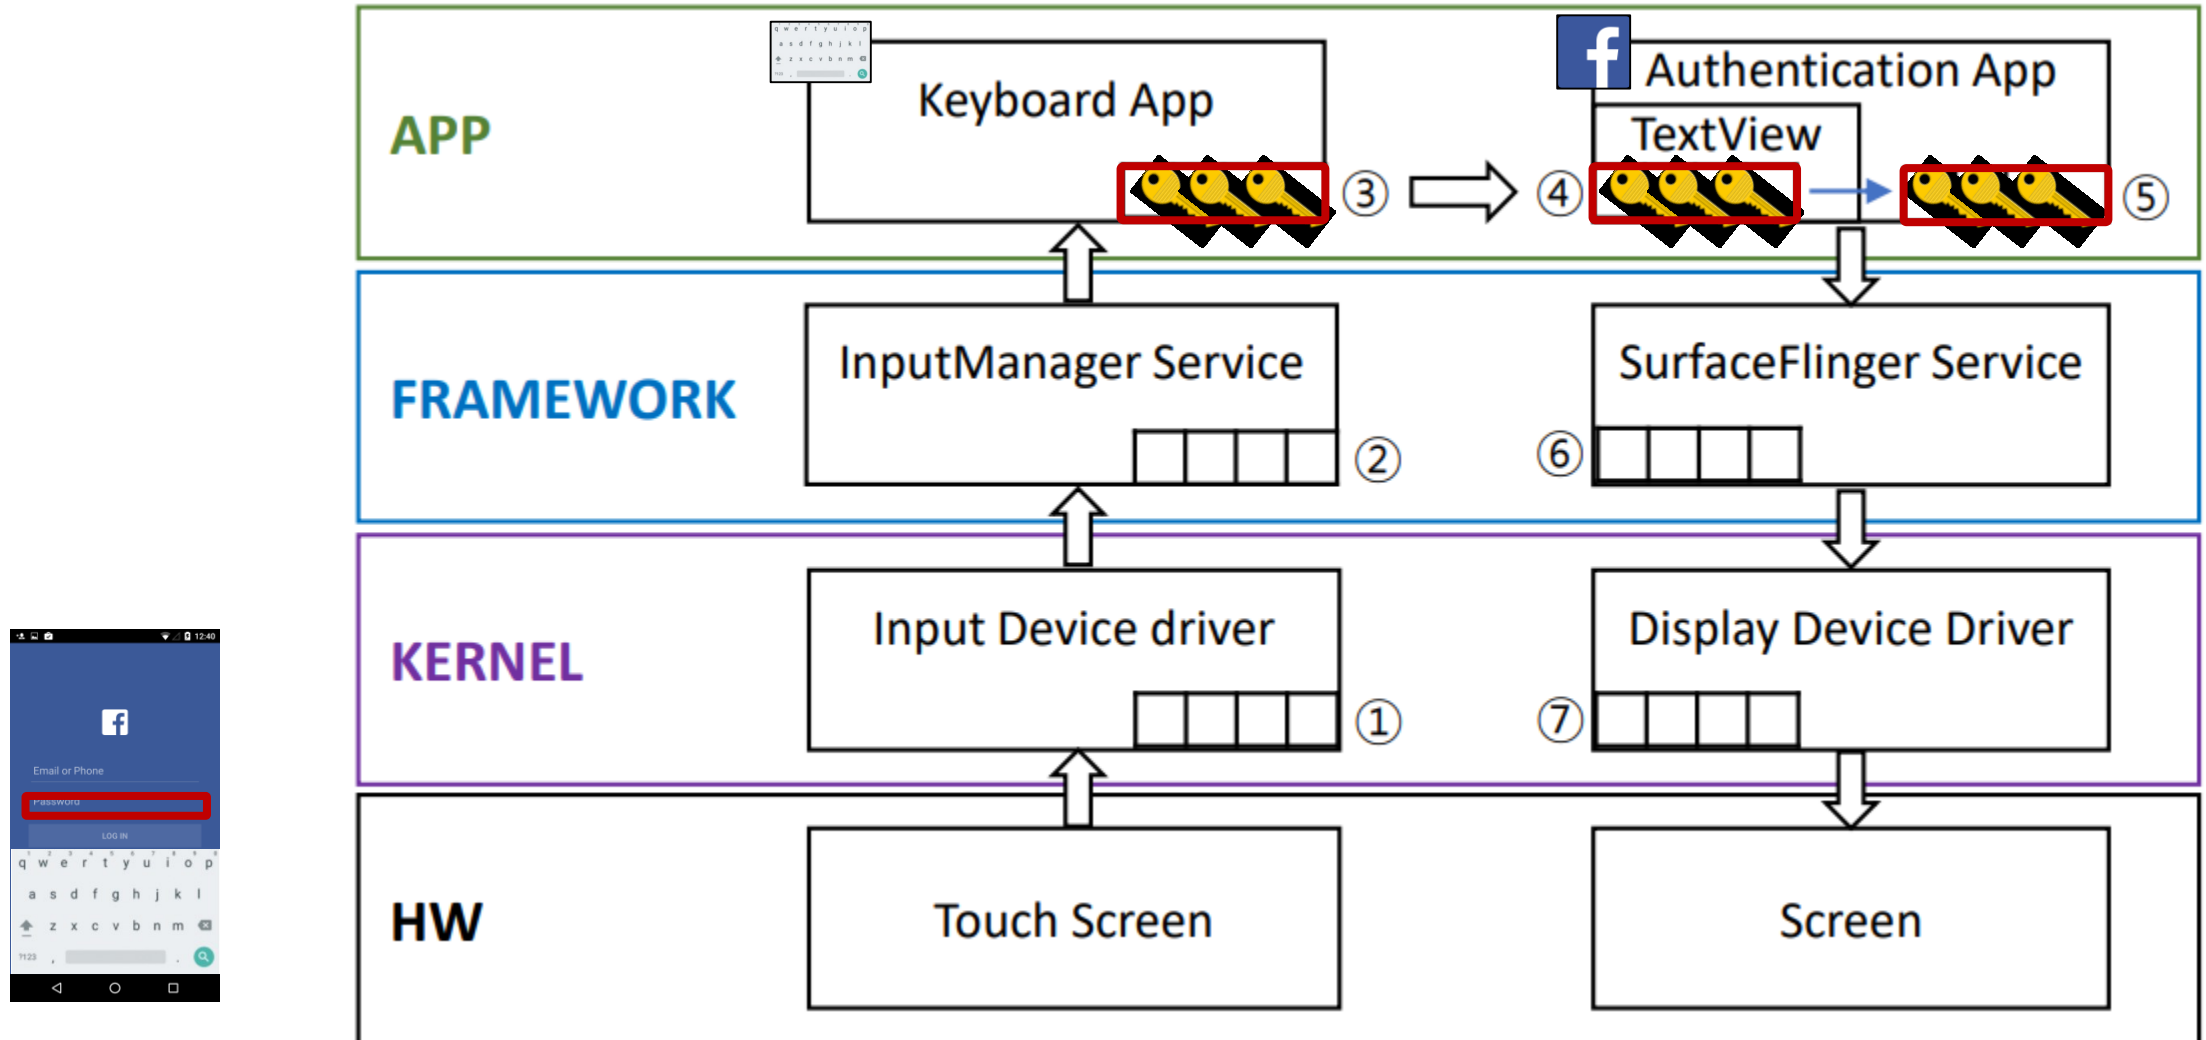 APP
Keyboard App
③
f
Authentication App
TextView
④
⑤
FRAMEWORK
InputManager Service
②
SurfaceFlinger Service
⑥
KERNEL
Input Device driver
①
Display Device Driver
⑦
HW
Touch Screen
Screen
12:40
f
Email or Phone
Password
LOG IN
q w e r t y u i o p
a s d f g h j k l
z x c v b n m
?123 , .